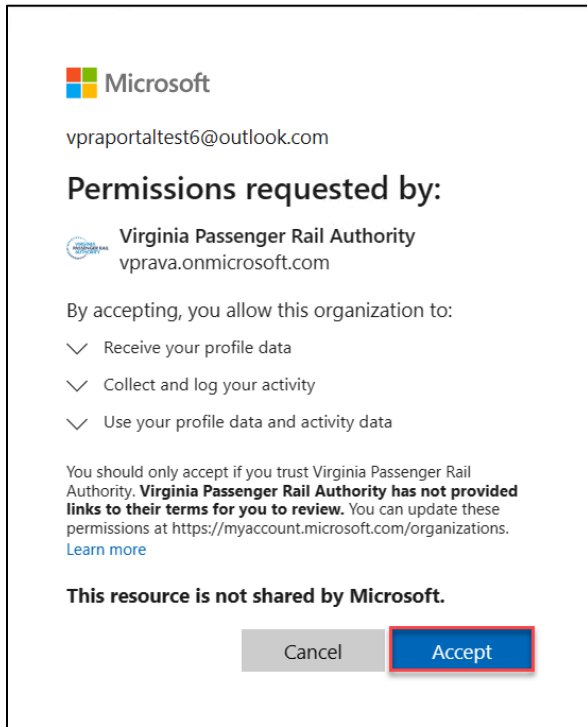 Microsoft
vpraportaltest6@outlook.com
Permissions requested by:
VIRGINIA
PASSENGER RAIL
AUTHORITY
Virginia Passenger Rail Authority
vprava.onmicrosoft.com
By accepting, you allow this organization to:
Receive your profile data
Collect and log your activity
Use your profile data and activity data
You should only accept if you trust Virginia Passenger Rail
Authority. Virginia Passenger Rail Authority has not provided
links to their terms for you to review. You can update these
permissions at https://myaccount.microsoft.com/organizations.
Learn more
This resource is not shared by Microsoft.
Cancel
Accept